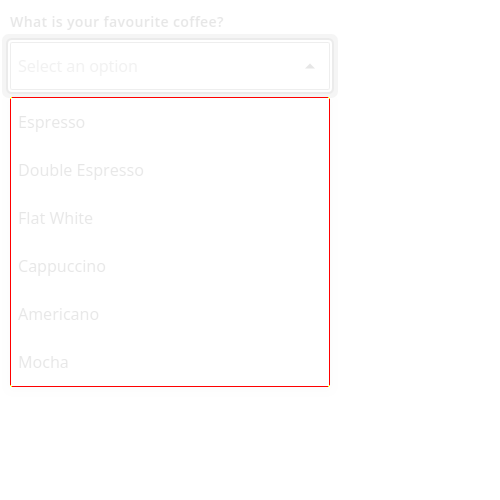 What is your favourite coffee?
Select an option
Espresso
Double Espresso
Flat White
Cappuccino
Americano
Mocha